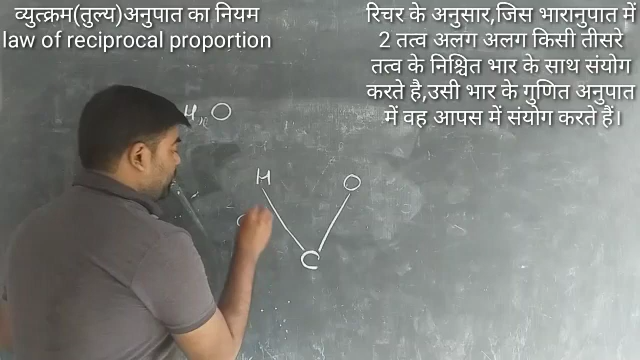 व्युत्क्रम(तुल्य)अनुपात का नियम
law of reciprocal proportion
रिचर के अनुसार,जिस भारानुपात में
2 तत्व अलग अलग किसी तीसरे
तत्व के निश्चित भार के साथ संयोग
करते है,उसी भार के गुणित अनुपात
में वह आपस में संयोग करते हैं।
H O
C